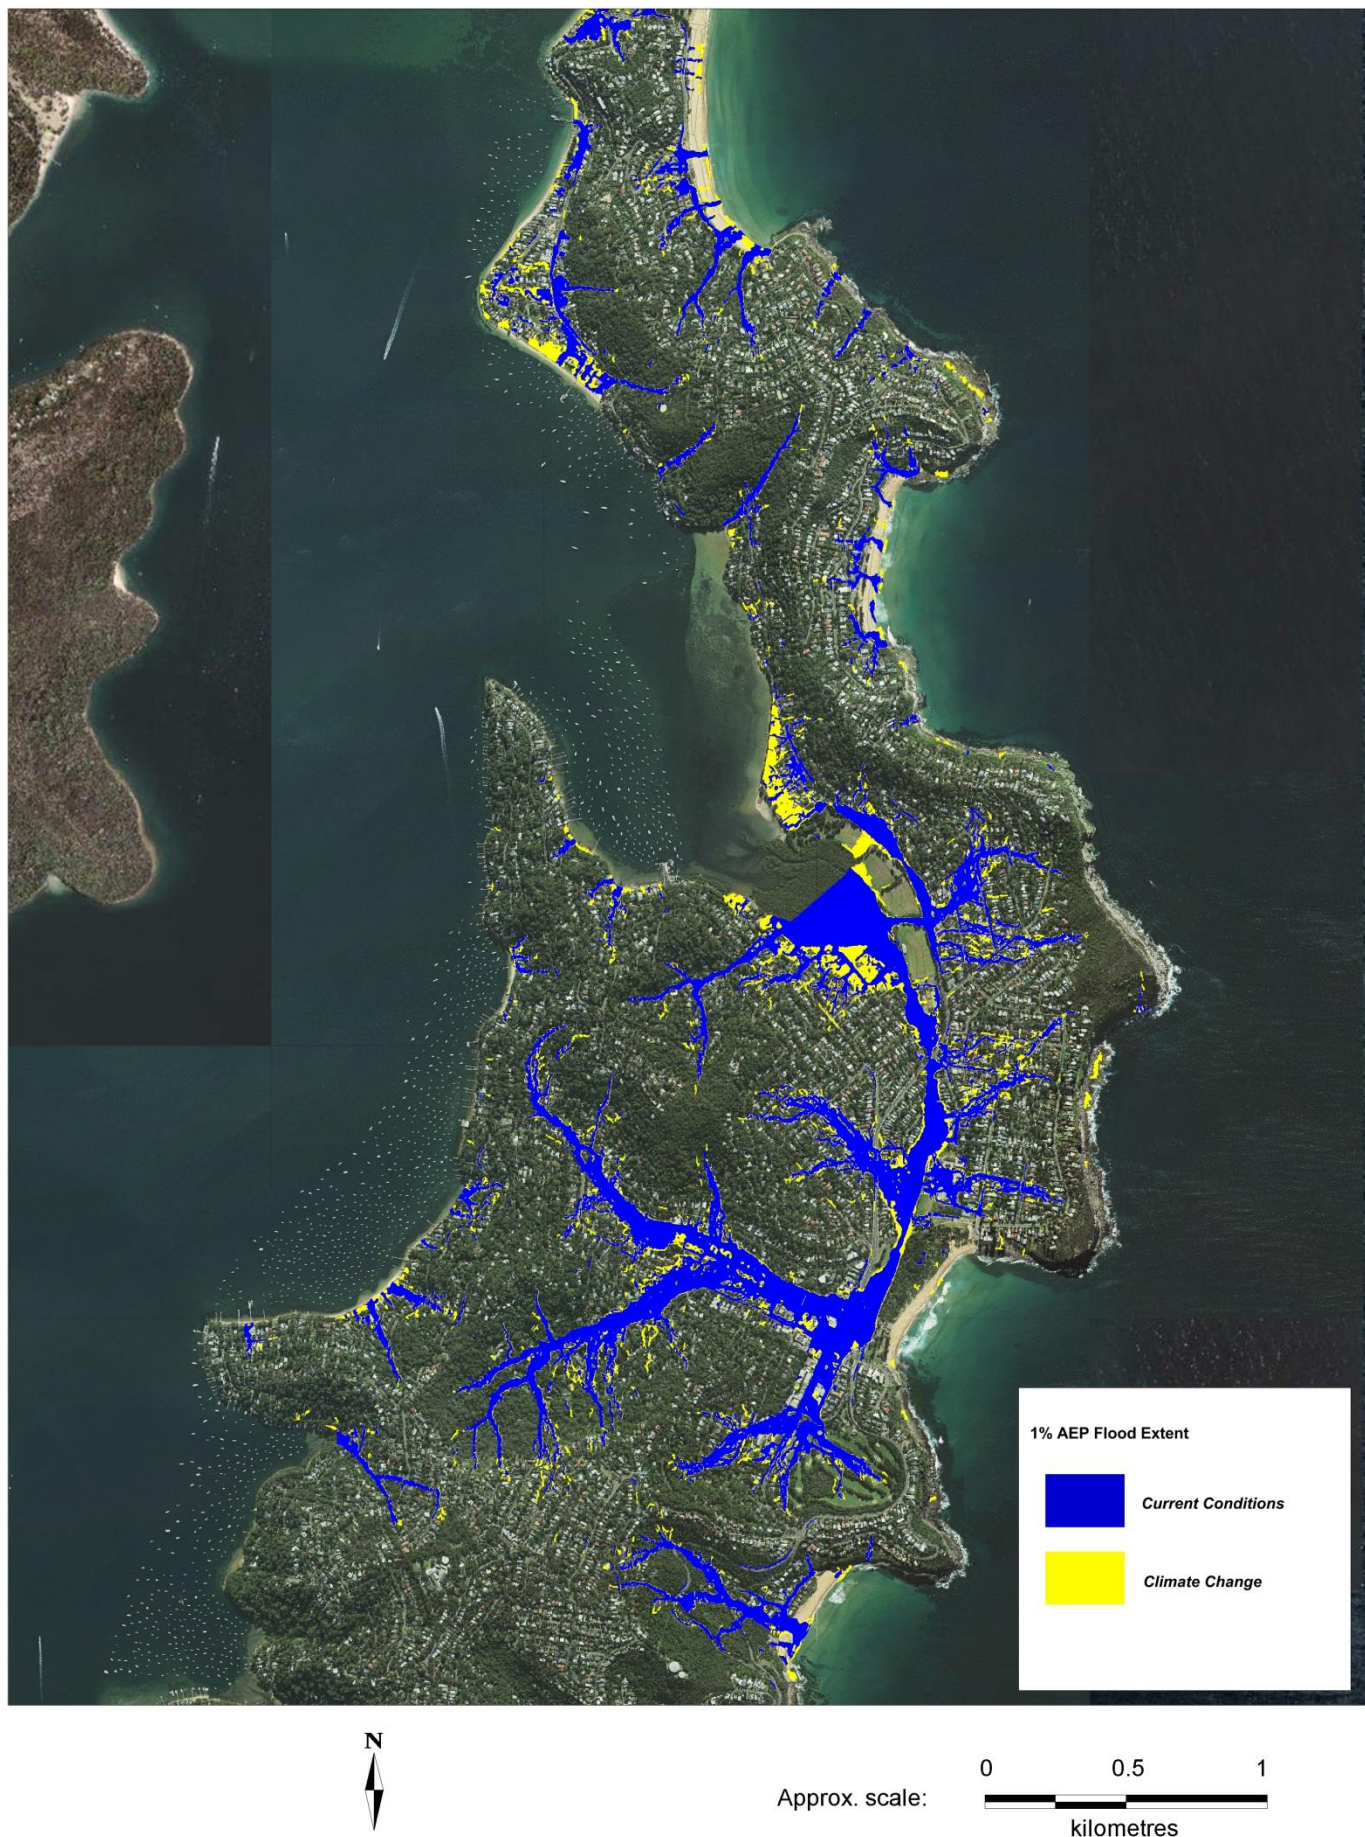 1% AEP Flood Extent
Current Conditions
Climate Change
N
Approx. scale:
0 0.5 1
kilometres